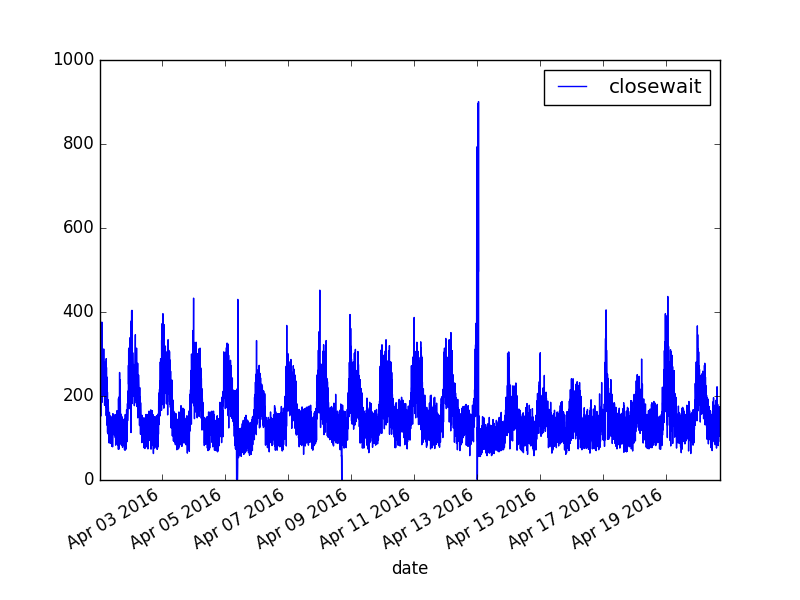 closewait
1000
800
600
400
200
0
Apr 03 2016
Apr 05 2016
Apr 07 2016
Apr 09 2016
Apr 11 2016
Apr 13 2016
Apr 15 2016
Apr 17 2016
Apr 19 2016
date